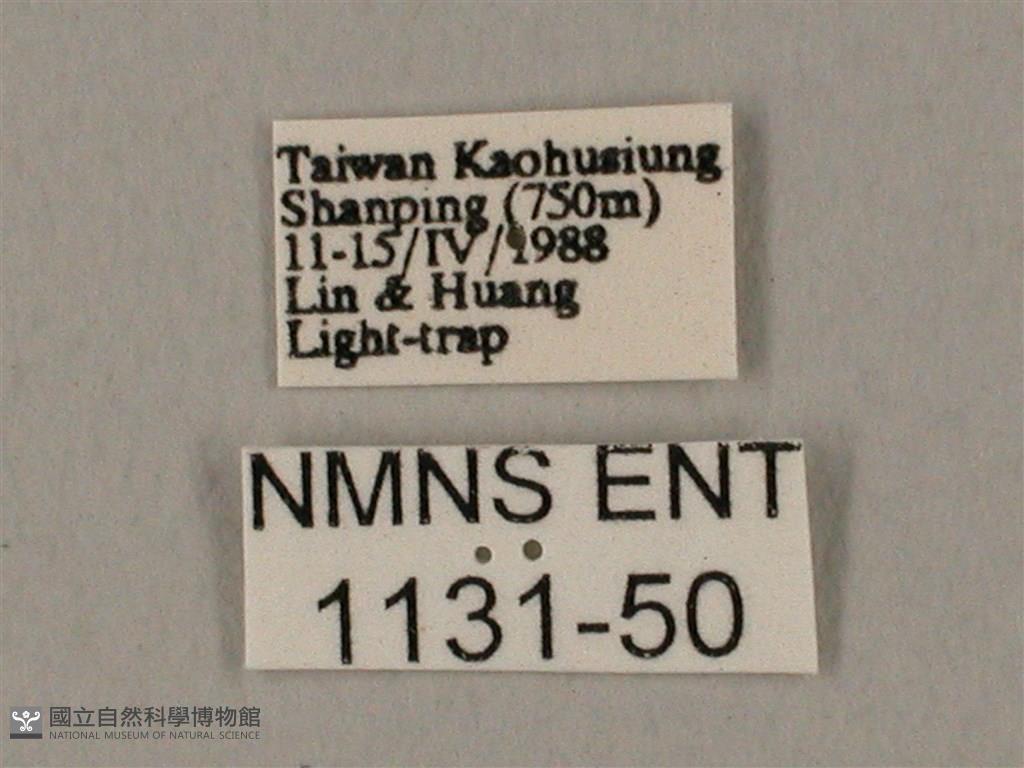 Taiwan Kaohusiung
Shanping (750m)
11-15/IV/1988
Lin & Huang
Light-trap
NMNS ENT
1131-50
國立自然科學博物館
NATIONAL MUSEUM OF NATURAL SCIENCE